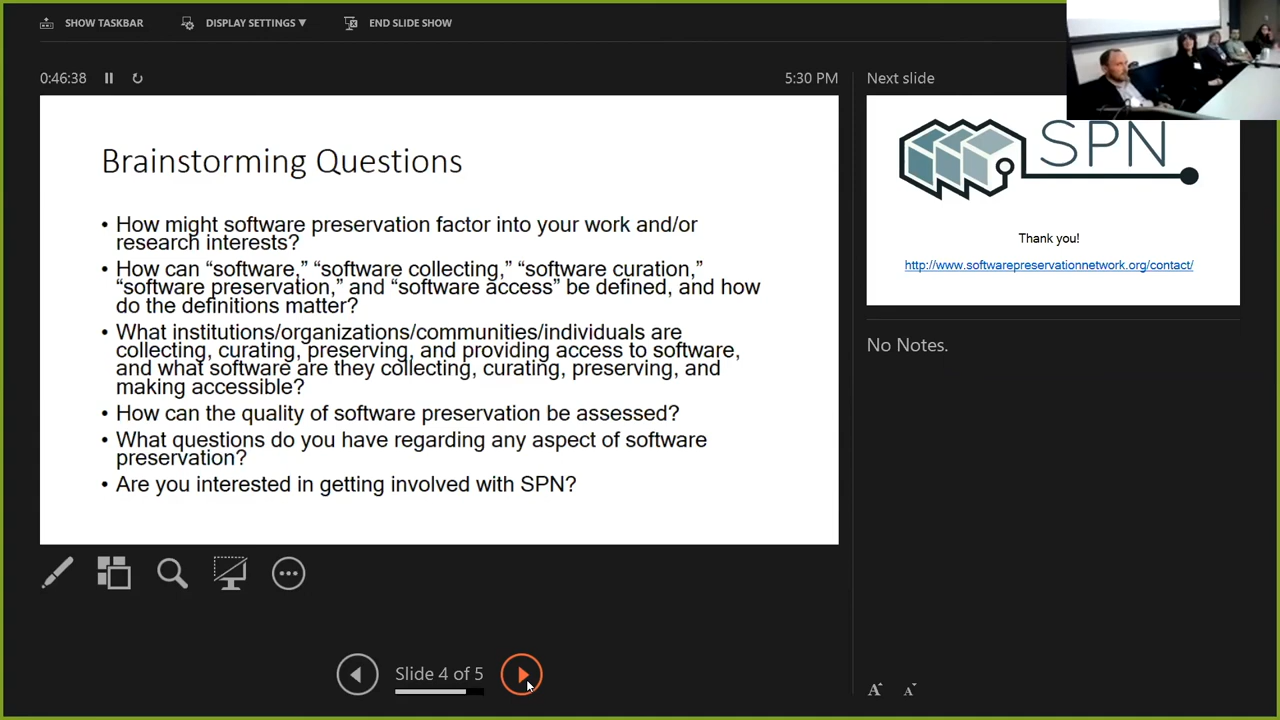 SHOW TASKBAR
DISPLAY SETTINGS ▼
END SLIDE SHOW
0:46:38
5:30 PM
Brainstorming Questions
• How might software preservation factor into your work and/or
research interests?
• How can “software,” “software collecting,” “software curation,”
“software preservation,” and “software access” be defined, and how
do the definitions matter?
• What institutions/organizations/communities/individuals are
collecting, curating, preserving, and providing access to software,
and what software are they collecting, curating, preserving, and
making accessible?
• How can the quality of software preservation be assessed?
• What questions do you have regarding any aspect of software
preservation?
• Are you interested in getting involved with SPN?
Slide 4 of 5
Next slide
SPN
Thank you!
http://www.softwarepreservationnetwork.org/contact/
No Notes.
A A